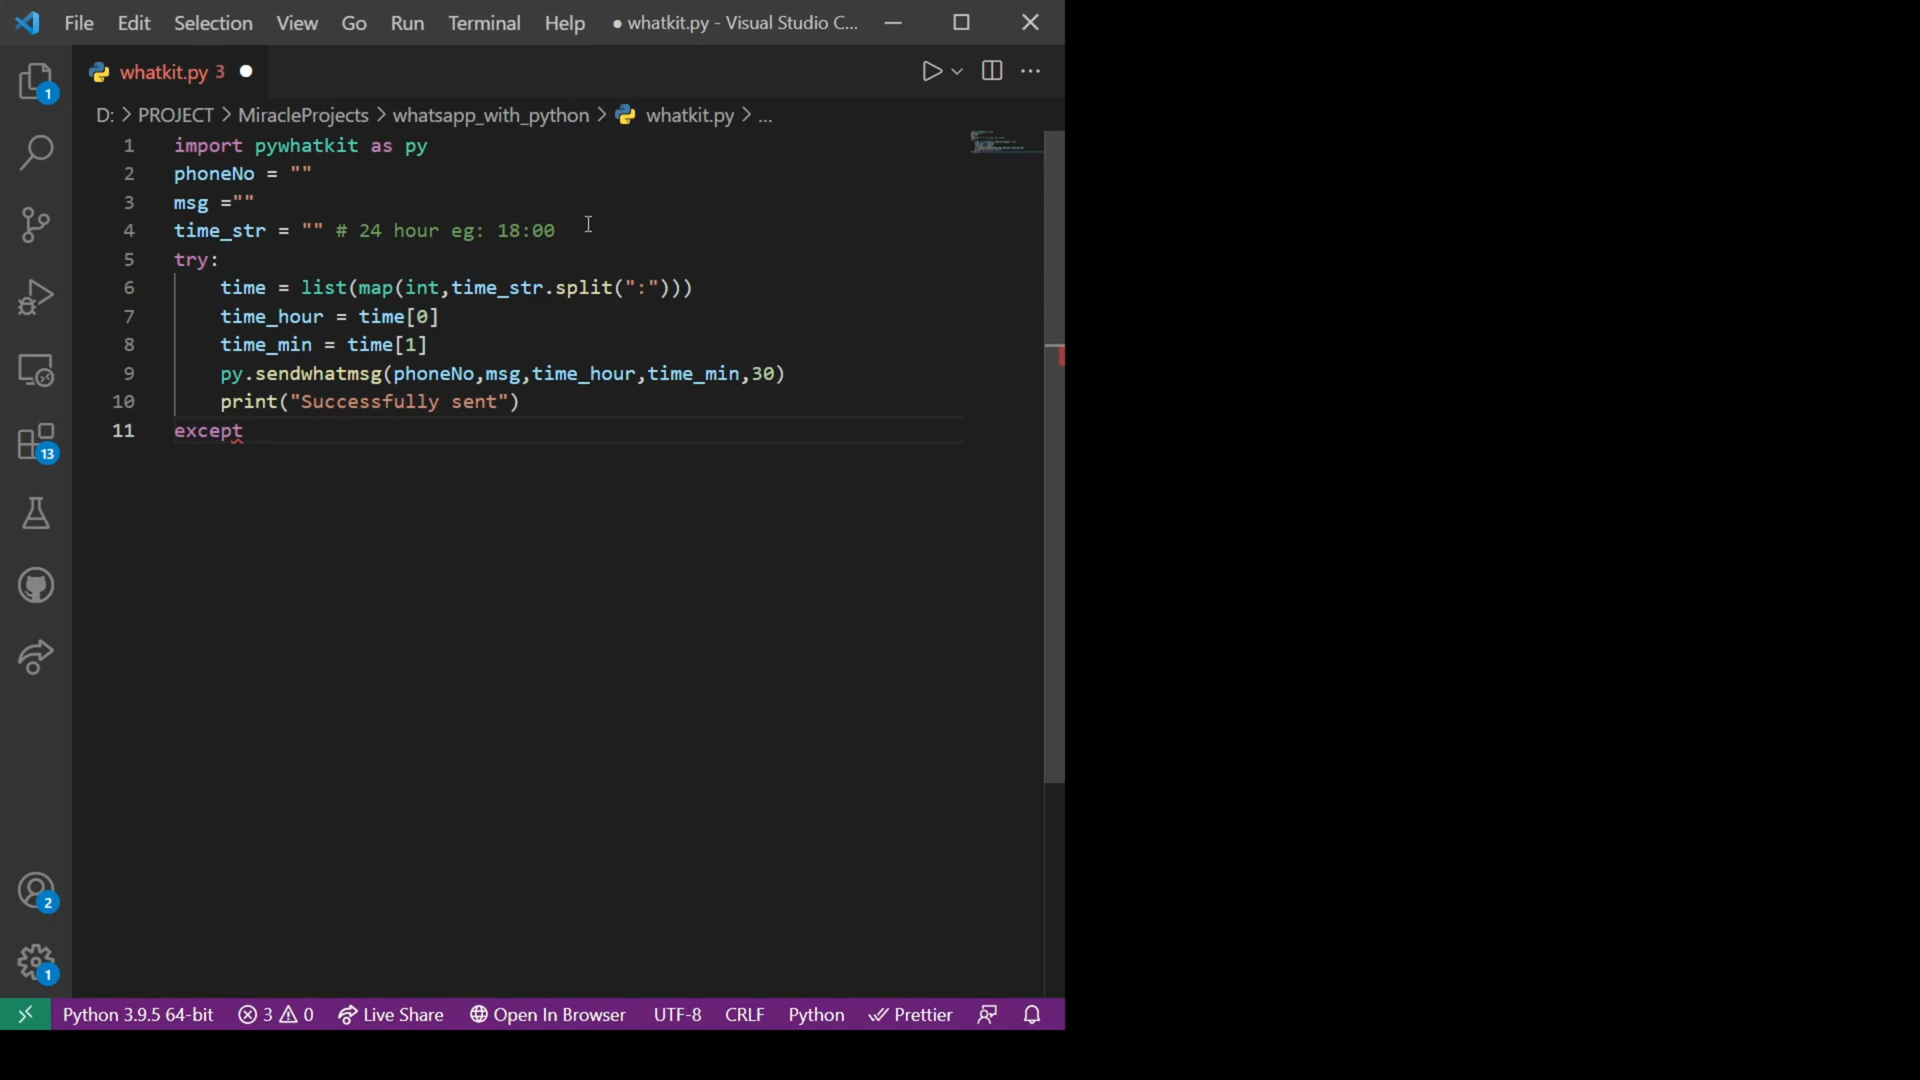 File Edit Selection View Go Run Terminal Help ● whatkit.py - Visual Studio C...
whatkit.py 3
D: > PROJECT > MiracleProjects > whatsapp_with_python > whatkit.py > ...
1 import pywhatkit as py
2 phoneNo = ""
3 msg =""
4 time_str = "" # 24 hour eg: 18:00
5 try:
6 time = list(map(int,time_str.split(":")))
7 time_hour = time[0]
8 time_min = time[1]
9 py.sendwhatmsg(phoneNo,msg,time_hour,time_min,30)
10 print("Successfully sent")
11 except
1
13
2
1
Python 3.9.5 64-bit 3 0 Live Share Open In Browser UTF-8 CRLF Python Prettier